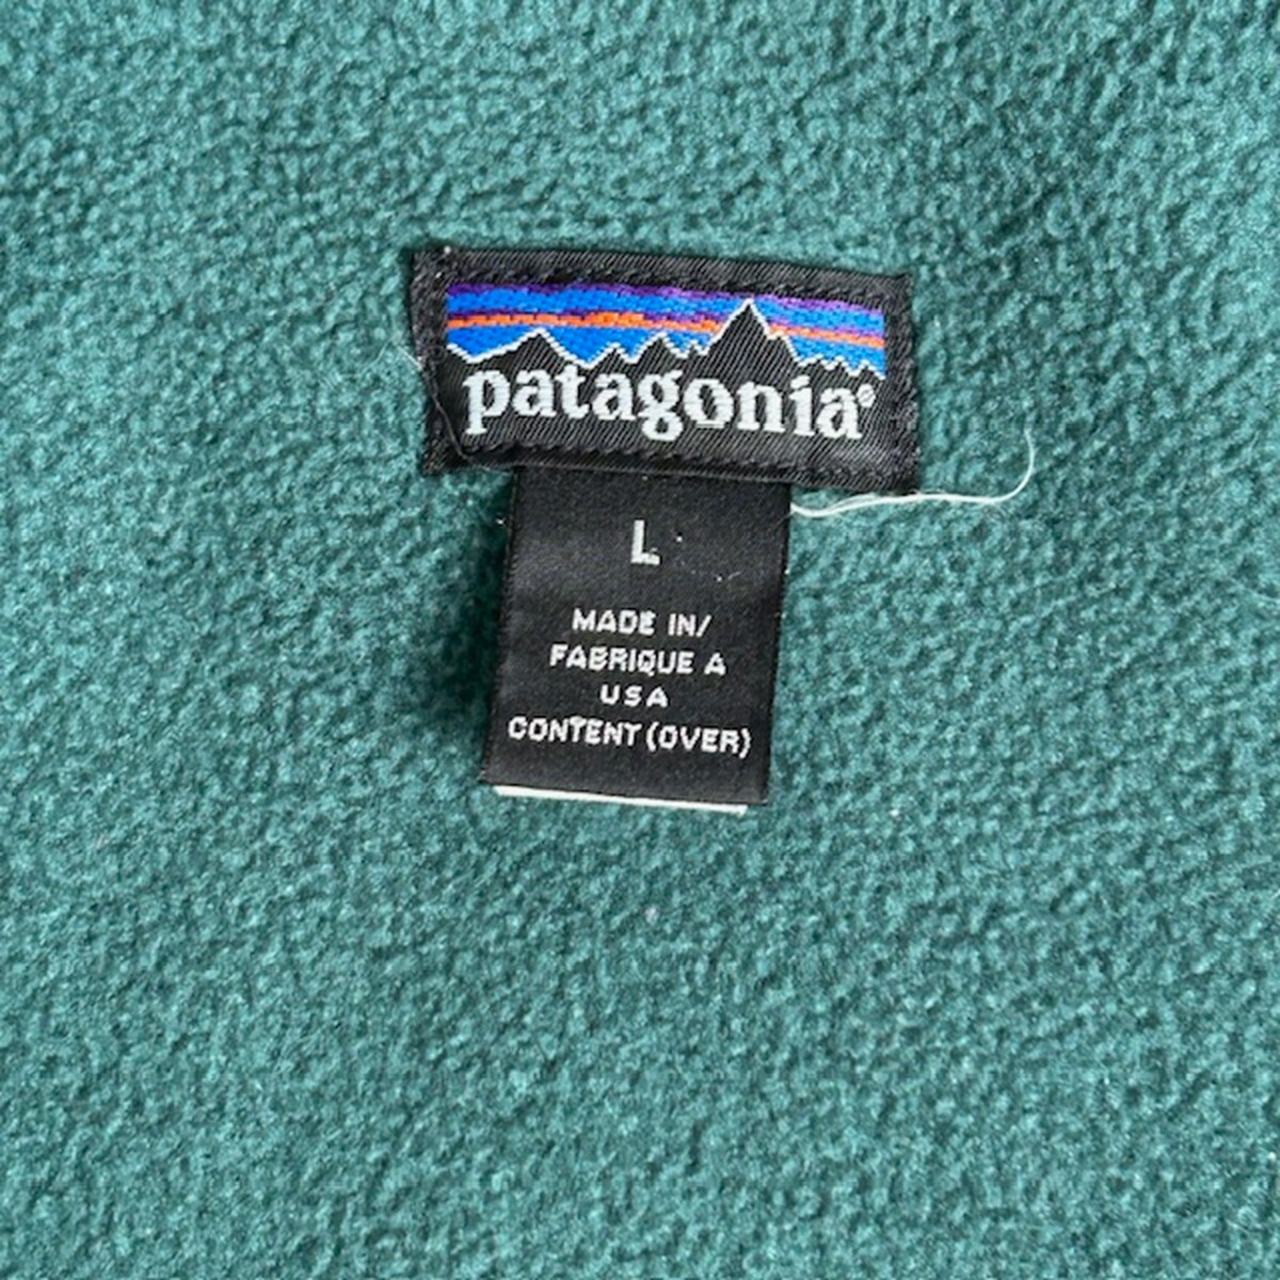 patagonia®
L
MADE IN/
FABRIQUE A
USA
CONTENT (OVER)